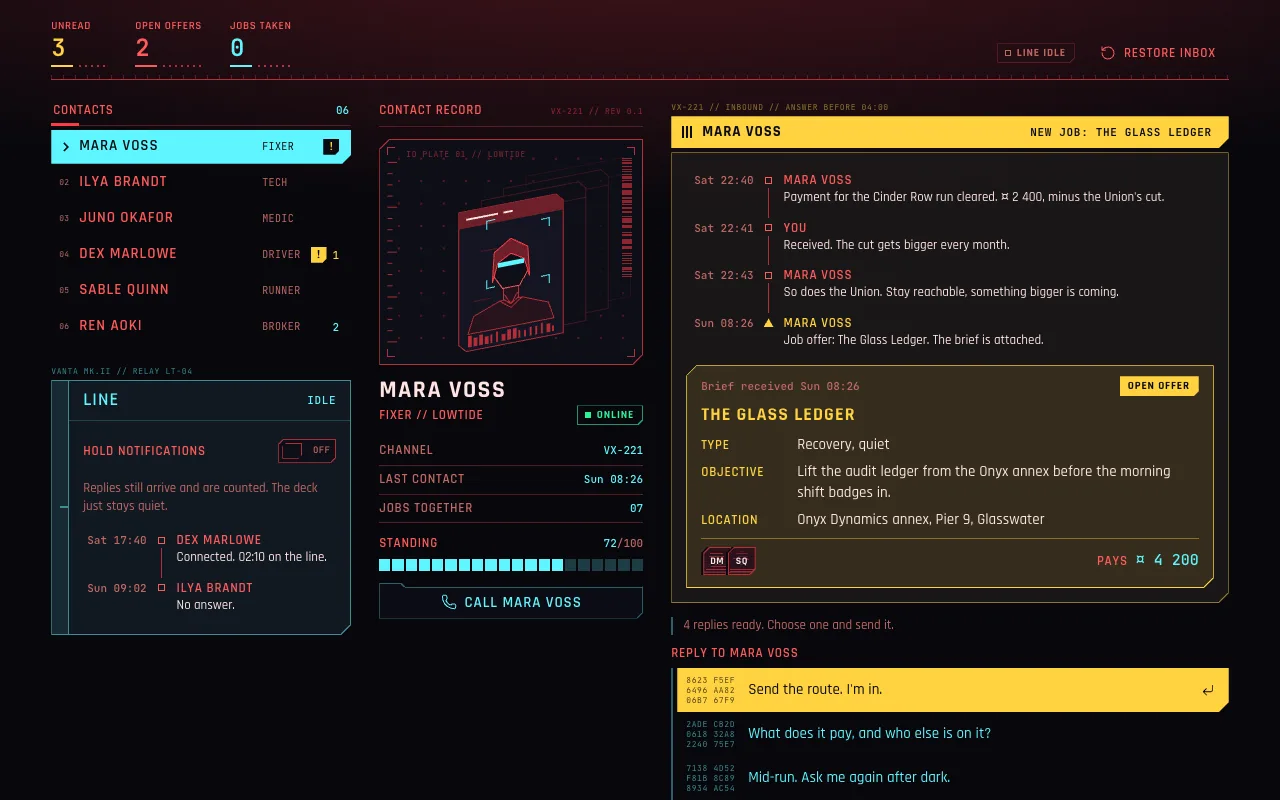 UNREAD
3
OPEN OFFERS
2
JOBS TAKEN
0
LINE IDLE
RESTORE INBOX
CONTACTS
06
MARA VOSS FIXER !
02 ILYA BRANDT TECH
03 JUNO OKAFOR MEDIC
04 DEX MARLOWE DRIVER ! 1
05 SABLE QUINN RUNNER
06 REN AOKI BROKER 2
VANTA MK.II // RELAY LT-04
LINE IDLE
HOLD NOTIFICATIONS OFF
Replies still arrive and are counted. The deck
just stays quiet.
Sat 17:40 DEX MARLOWE
Connected. 02:10 on the line.
Sun 09:02 ILYA BRANDT
No answer.
CONTACT RECORD VX-221 // REV 0.1
ID PLATE 01 // LOWTIDE
MARA VOSS
FIXER // LOWTIDE ONLINE
CHANNEL VX-221
LAST CONTACT Sun 08:26
JOBS TOGETHER 07
STANDING 72/100
CALL MARA VOSS
VX-221 // INBOUND // ANSWER BEFORE 04:00
MARA VOSS NEW JOB: THE GLASS LEDGER
Sat 22:40 MARA VOSS
Payment for the Cinder Row run cleared. ¤ 2 400, minus the Union's cut.
Sat 22:41 YOU
Received. The cut gets bigger every month.
Sat 22:43 MARA VOSS
So does the Union. Stay reachable, something bigger is coming.
Sun 08:26 MARA VOSS
Job offer: The Glass Ledger. The brief is attached.
Brief received Sun 08:26 OPEN OFFER
THE GLASS LEDGER
TYPE Recovery, quiet
OBJECTIVE Lift the audit ledger from the Onyx annex before the morning
shift badges in.
LOCATION Onyx Dynamics annex, Pier 9, Glasswater
DM SQ PAYS ¤ 4 200
4 replies ready. Choose one and send it.
REPLY TO MARA VOSS
8623 F5EF
6496 AA82
06B7 67F9
Send the route. I'm in.
2ADE C82D
0618 32A8
2240 75E7
What does it pay, and who else is on it?
7138 4D52
F81B 8C89
8934 AC54
Mid-run. Ask me again after dark.